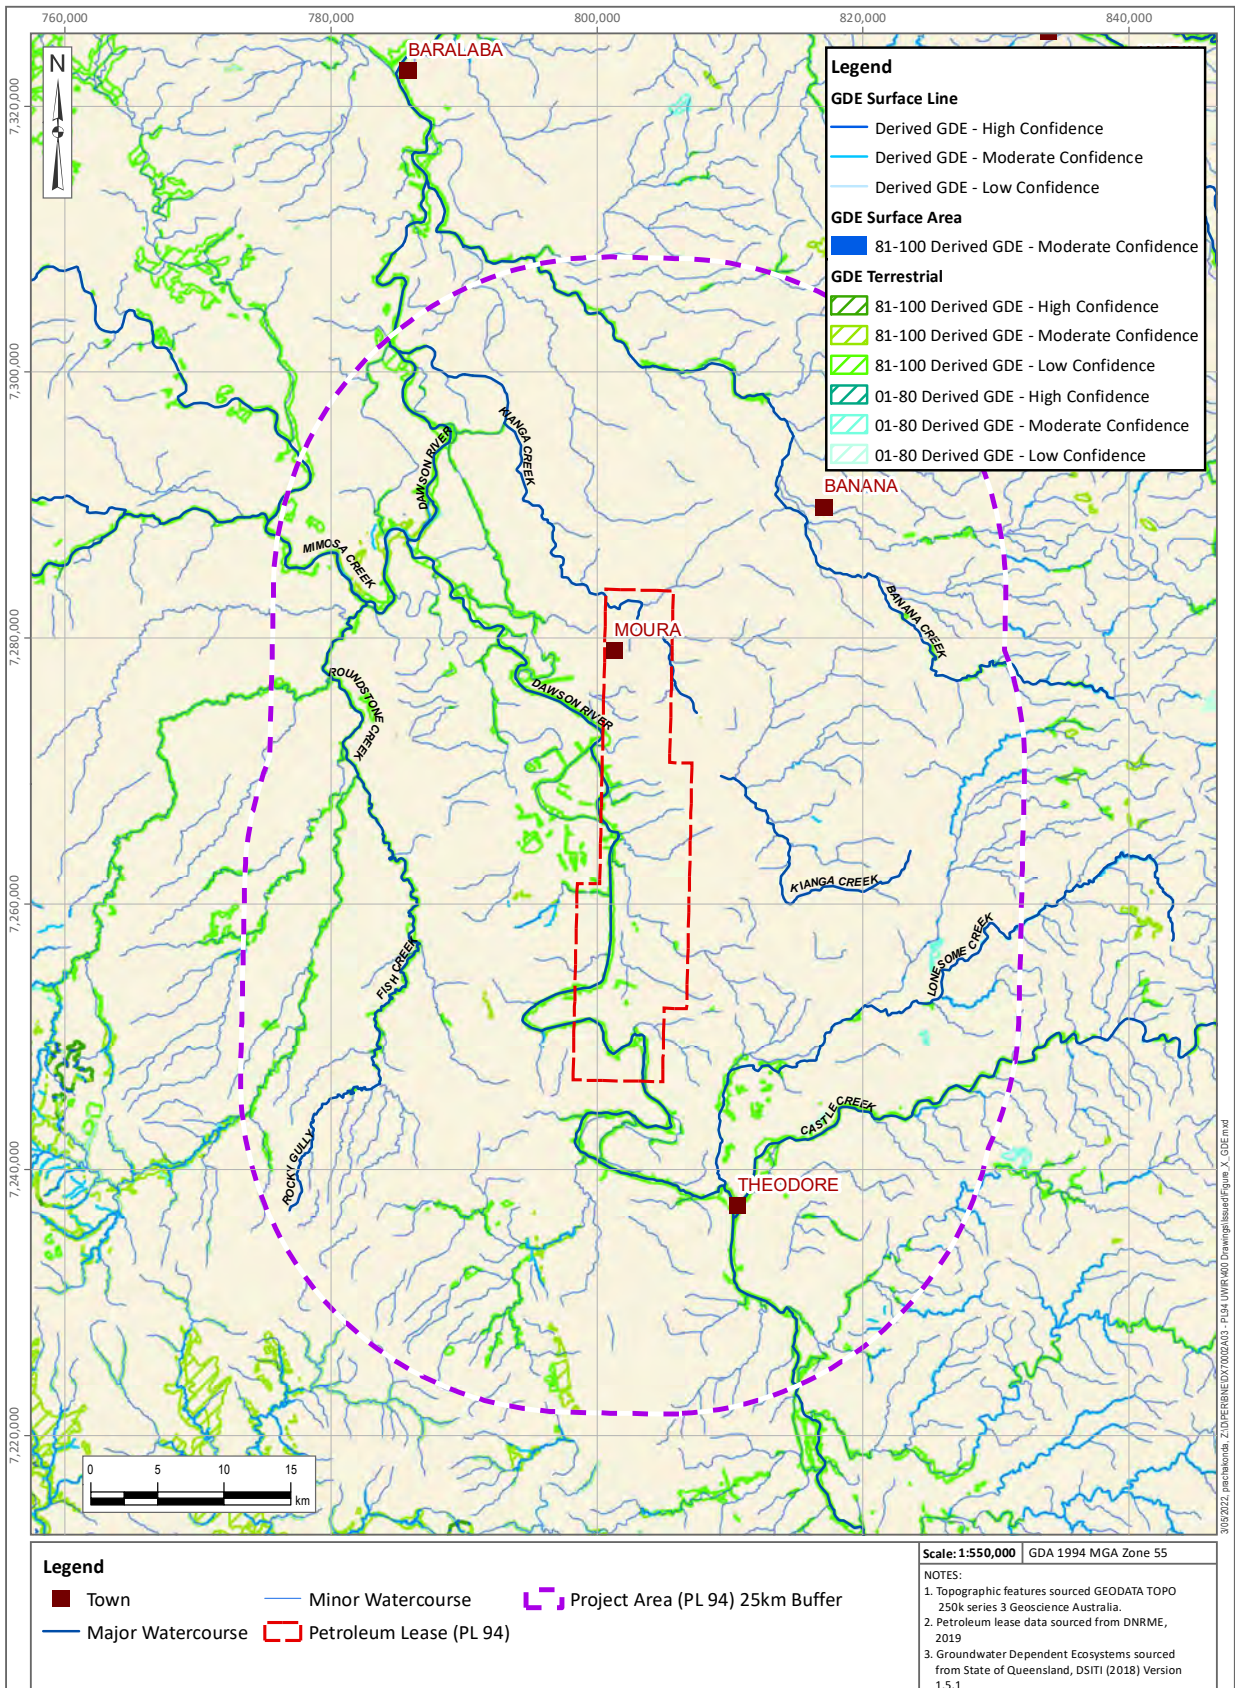 760,000
780,000
800,000
820,000
840,000
7,320,000
7,300,000
7,280,000
7,260,000
7,240,000
7,220,000
N
BARALABA
Legend
GDE Surface Line
Derived GDE - High Confidence
Derived GDE - Moderate Confidence
Derived GDE - Low Confidence
GDE Surface Area
81-100 Derived GDE - Moderate Confidence
GDE Terrestrial
81-100 Derived GDE - High Confidence
81-100 Derived GDE - Moderate Confidence
81-100 Derived GDE - Low Confidence
01-80 Derived GDE - High Confidence
01-80 Derived GDE - Moderate Confidence
01-80 Derived GDE - Low Confidence
KIANGA CREEK
DAWSON RIVER
BANANA
MIMOSA CREEK
BANANA CREEK
MOURA
DAWSON RIVER
ROUNDSTONE CREEK
KIANGA CREEK
LONESOME CREEK
FISH CREEK
CASTLE CREEK
ROCKY GULLY
THEODORE
0 5 10 15
km
Legend
Town
Minor Watercourse
Project Area (PL 94) 25km Buffer
Major Watercourse
Petroleum Lease (PL 94)
Scale: 1:550,000 GDA 1994 MGA Zone 55
NOTES:
1. Topographic features sourced GEODATA TOPO
250k series 3 Geoscience Australia.
2. Petroleum lease data sourced from DNRME,
2019
3. Groundwater Dependent Ecosystems sourced
from State of Queensland, DSITI (2018) Version
1.5.1